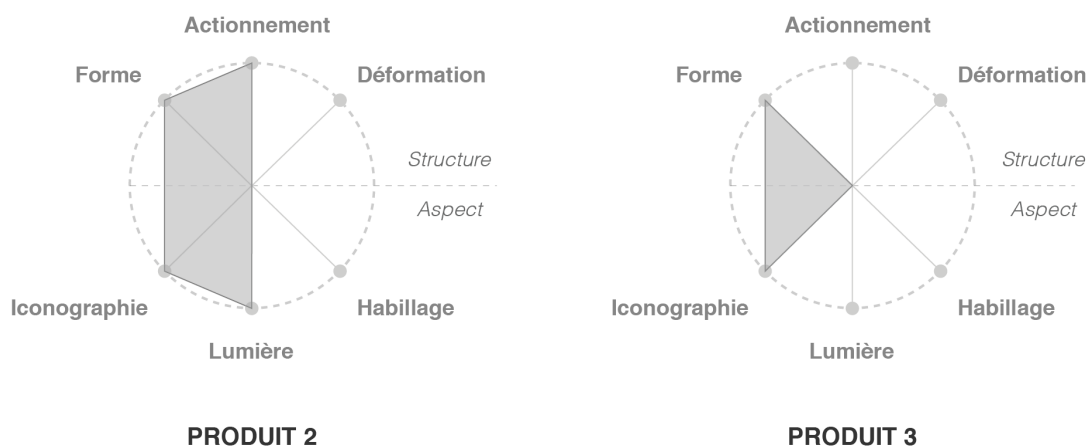 Actionnement
Forme
Déformation
Structure
Aspect
Iconographie
Habillage
Lumière
PRODUIT 2
Actionnement
Forme
Déformation
Structure
Aspect
Iconographie
Habillage
Lumière
PRODUIT 3